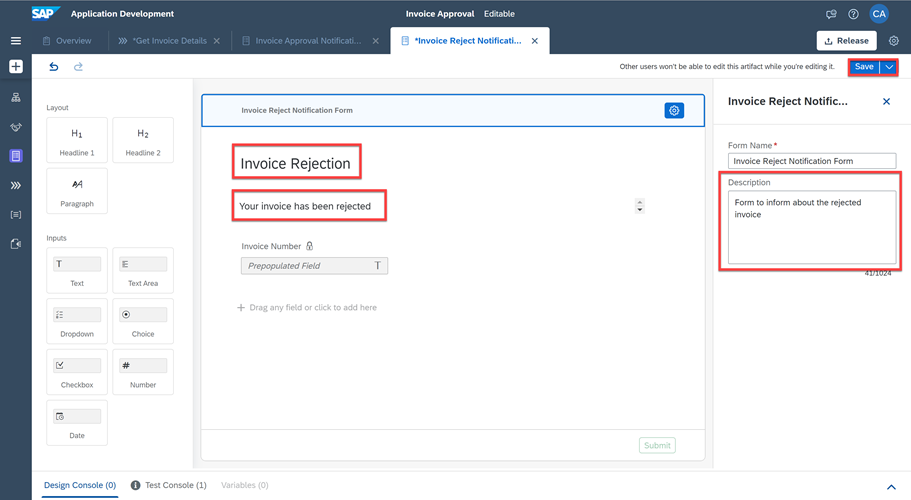 SAP Application Development
Invoice Approval Editable
CA
Overview
*Get Invoice Details
Invoice Approval Notificati...
*Invoice Reject Notificati...
Release
Other users won't be able to edit this artifact while you're editing it.
Save
Layout
H1
Headline 1
H2
Headline 2
Paragraph
Inputs
Text
Text Area
Dropdown
Choice
Checkbox
Number
Date
Invoice Reject Notification Form
Invoice Rejection
Your invoice has been rejected
Invoice Number
Prepopulated Field T
Drag any field or click to add here
Submit
Invoice Reject Notific...
Form Name*
Invoice Reject Notification Form
Description
Form to inform about the rejected
invoice
41/1024
Design Console (0)
Test Console (1)
Variables (0)